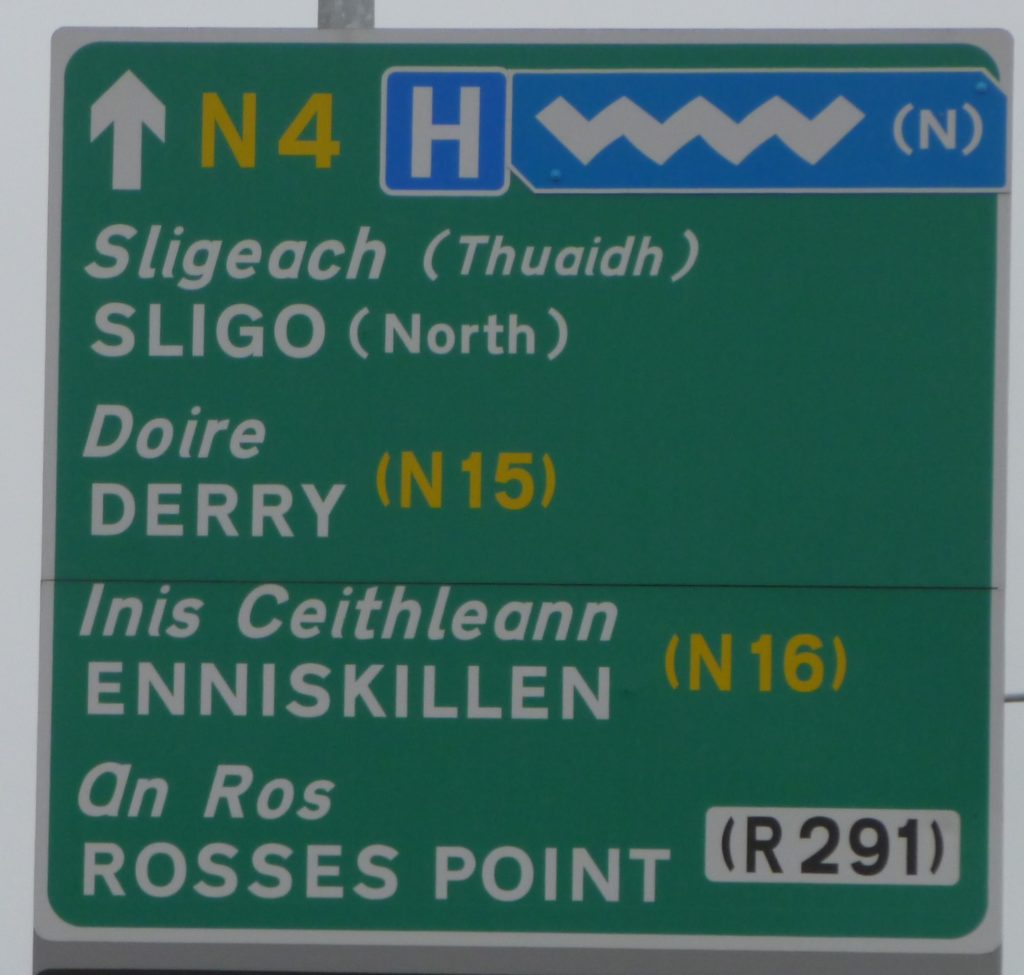 N4 H (N)
Sligeach (Thuaidh)
SLIGO (North)
Doire
DERRY (N15)
Inis Ceithleann
ENNISKILLEN (N16)
An Ros
ROSSES POINT (R291)